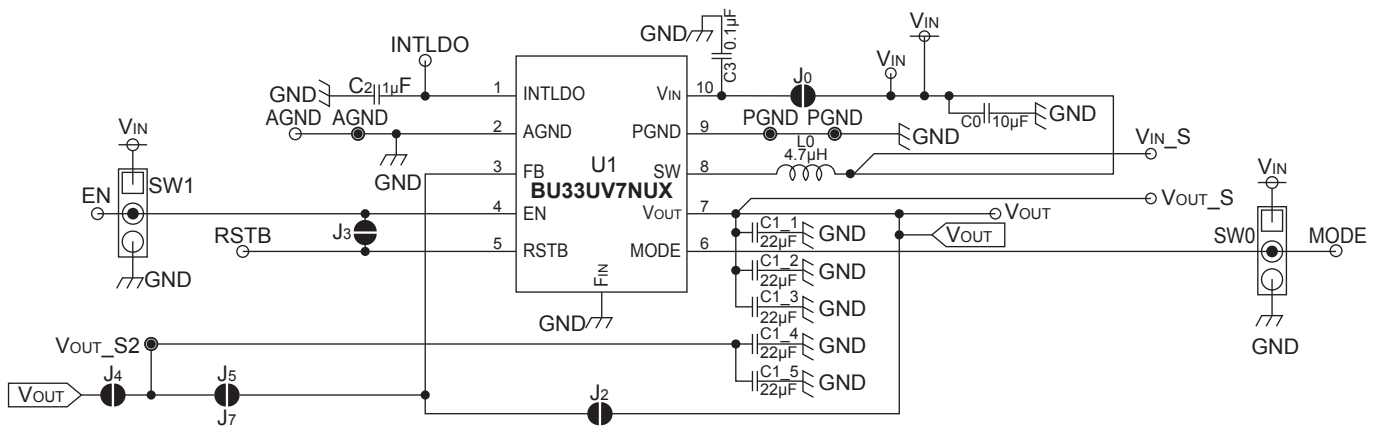 GND
C3 0.1µF
VIN
VIN
INTLDO
J0
GND
C2 1µF
1
INTLDO
VIN
10
C0 10µF
GND
AGND
AGND
2
AGND
PGND
9
PGND
PGND
GND
GND
L0
4.7µH
VIN_S
VIN
SW1
3
FB
U1
BU33UV7NUX
SW
8
EN
4
EN
VOUT
7
VOUT_S
VOUT
VOUT
VIN
J3
RSTB
5
RSTB
MODE
6
SW0
MODE
GND
FIN
GND
C1_1
22µF
GND
C1_2
22µF
GND
C1_3
22µF
GND
C1_4
22µF
GND
C1_5
22µF
GND
GND
VOUT_S2
VOUT
J4
J5
J7
J2